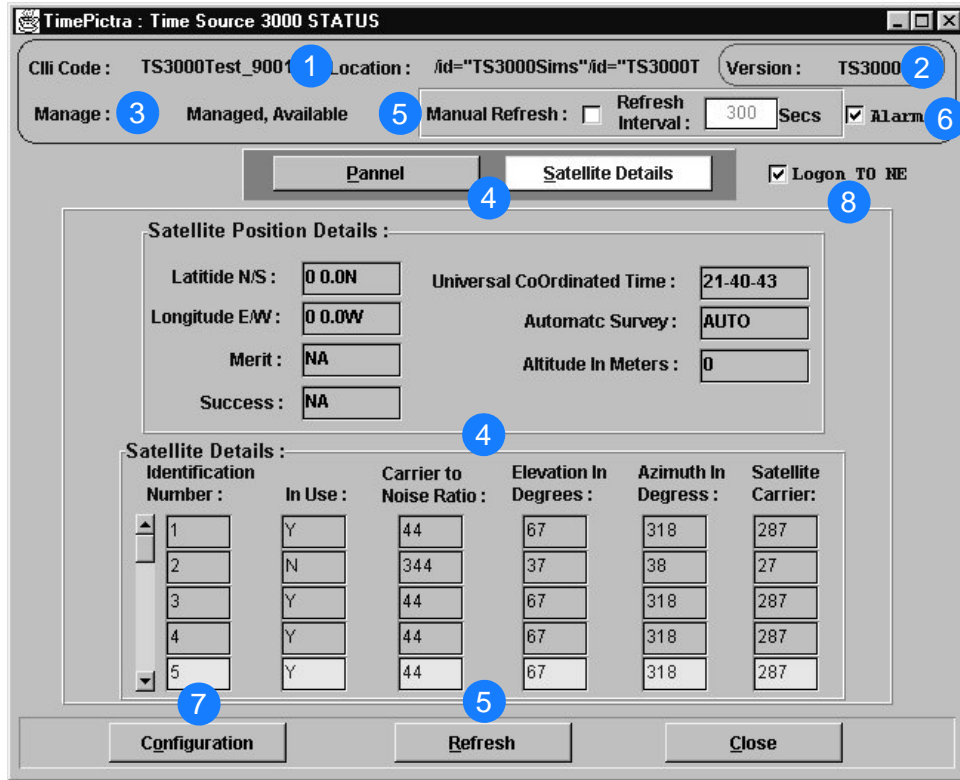 TimePictra : Time Source 3000 STATUS
Clli Code : TS3000Test_9001 1 Location : /id="TS3000Sims"/id="TS3000T Version : TS3000 2
Manage : 3 Managed, Available 5 Manual Refresh : Refresh Interval : 300 Secs Alarm 6
Pannel Satellite Details Logon TO NE
4 8
Satellite Position Details :
Latitide N/S : 0 0.0N Universal CoOrdinated Time : 21-40-43
Longitude E/W : 0 0.0W Automatc Survey : AUTO
Merit : NA Altitude In Meters : 0
Success : NA
4
Satellite Details :
Identification Number : In Use : Carrier to Noise Ratio : Elevation In Degrees : Azimuth In Degress : Satellite Carrier:
1 Y 44 67 318 287
2 N 344 37 38 27
3 Y 44 67 318 287
4 Y 44 67 318 287
5 Y 44 67 318 287
7 5
Configuration Refresh Close